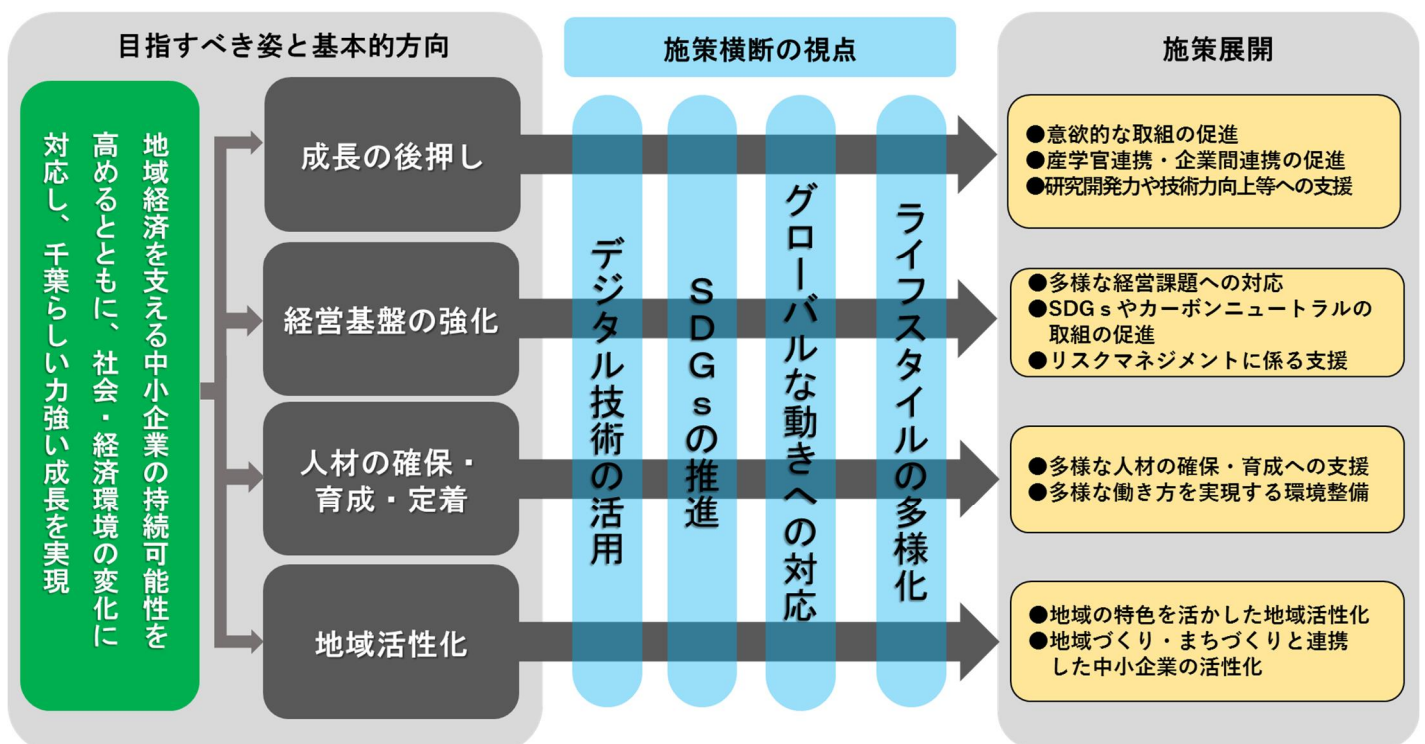 目指すべき姿と基本的方向
地域経済を支える中小企業の持続可能性を
高めるとともに、社会・経済環境の変化に
対応し、千葉らしい力強い成長を実現
成長の後押し
経営基盤の強化
人材の確保・
育成・定着
地域活性化
施策横断の視点
デジタル技術の活用
SDGsの推進
グローバルな動きへの対応
ライフスタイルの多様化
施策展開
●意欲的な取組の促進
●産学官連携・企業間連携の促進
●研究開発力や技術力向上等への支援
●多様な経営課題への対応
●SDGsやカーボンニュートラルの
取組の促進
●リスクマネジメントに係る支援
●多様な人材の確保・育成への支援
●多様な働き方を実現する環境整備
●地域の特色を活かした地域活性化
●地域づくり・まちづくりと連携
した中小企業の活性化